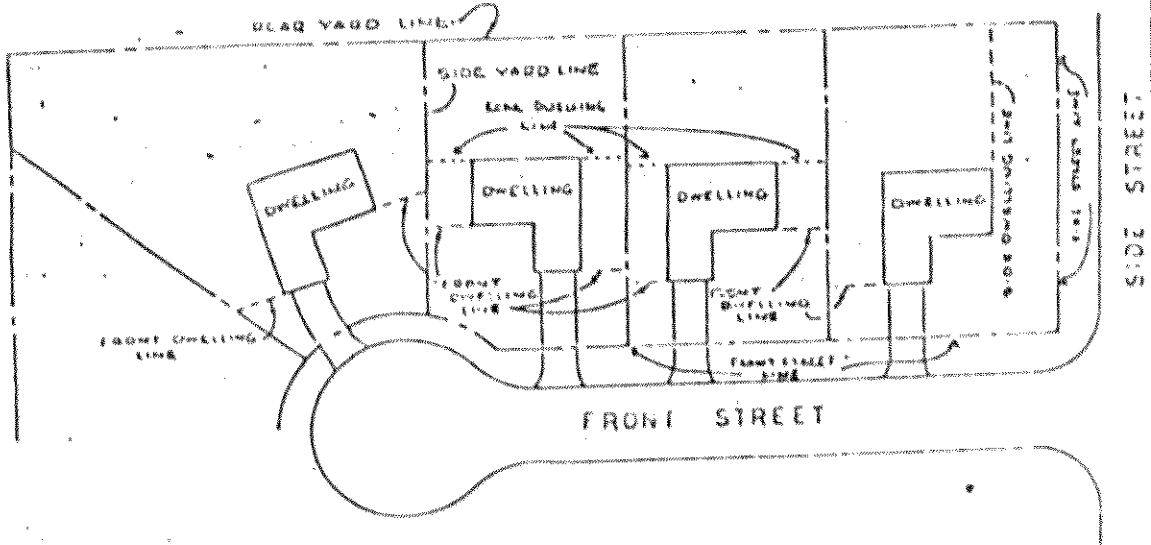 REAR YARD LINE
SIDE YARD LINE
REAR DWELLING
LINE
DWELLING
DWELLING
DWELLING
DWELLING
SIDE DWELLING LINE
SIDE STREET LINE
SIDE STREET
FRONT
DWELLING
LINE
FRONT
DWELLING
LINE
FRONT DWELLING
LINE
FRONT STREET
LINE
FRONT STREET